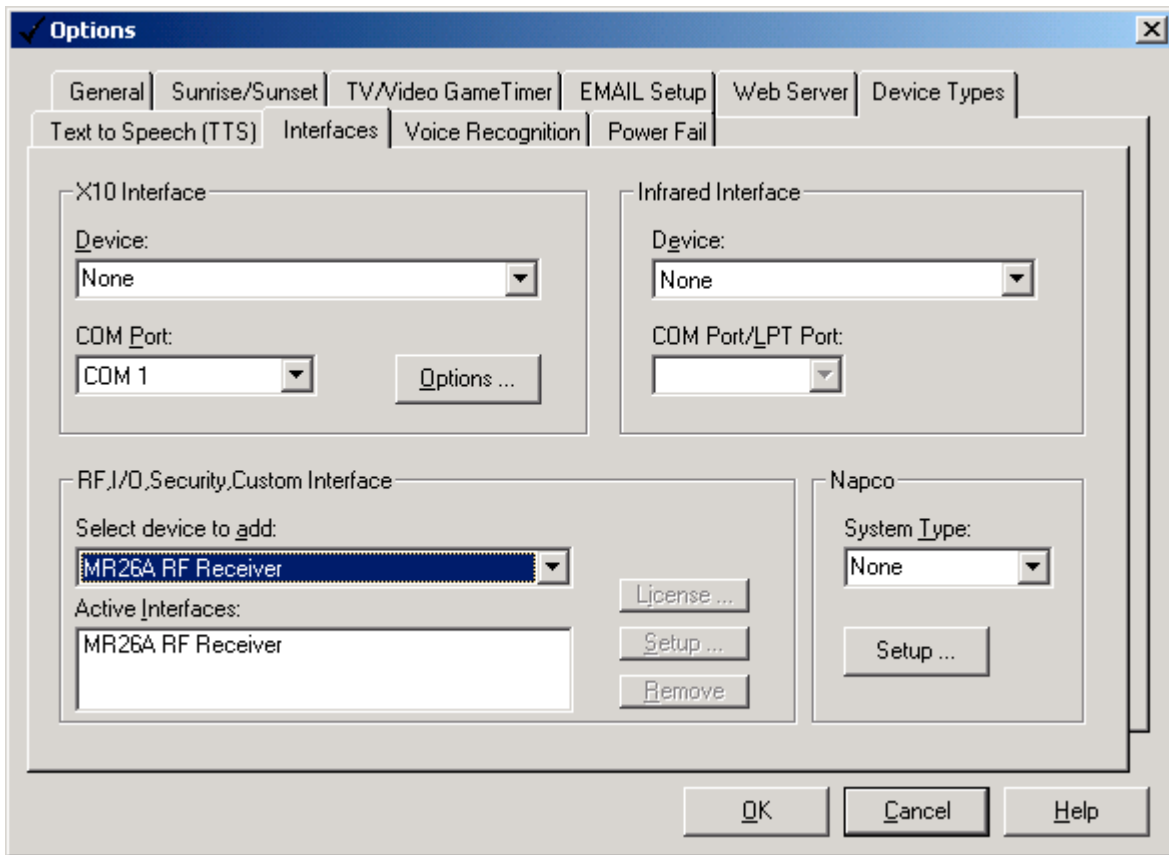 Options
General Sunrise/Sunset TV/Video GameTimer EMAIL Setup Web Server Device Types
Text to Speech (TTS) Interfaces Voice Recognition Power Fail
X10 Interface
Device:
None
COM Port:
COM 1
Options ...
Infrared Interface
Device:
None
COM Port/LPT Port:
RF,I/O,Security,Custom Interface
Select device to add:
MR26A RF Receiver
Active Interfaces:
MR26A RF Receiver
License ...
Setup ...
Remove
Napco
System Type:
None
Setup ...
OK Cancel Help